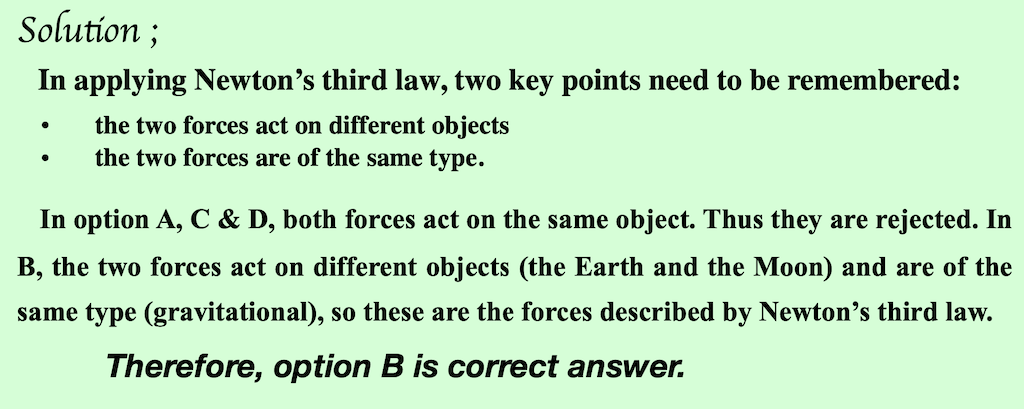 Solution ;
In applying Newton’s third law, two key points need to be remembered:
• the two forces act on different objects
• the two forces are of the same type.
In option A, C & D, both forces act on the same object. Thus they are rejected. In
B, the two forces act on different objects (the Earth and the Moon) and are of the
same type (gravitational), so these are the forces described by Newton’s third law.
Therefore, option B is correct answer.